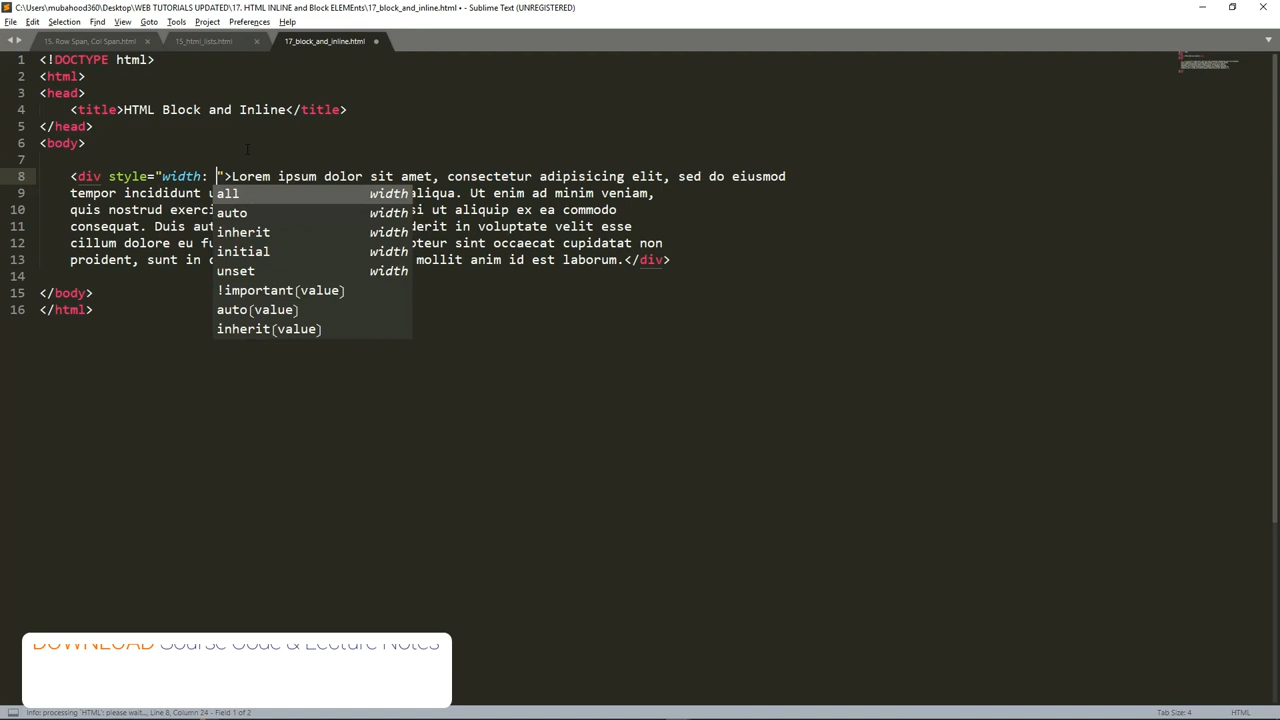 C:\Users\mubahood360\Desktop\WEB TUTORIALS UPDATED\17. HTML INLINE and Block ELEMEnts\17_block_and_inline.html • - Sublime Text (UNREGISTERED)
File Edit Selection Find View Goto Tools Project Preferences Help
15. Row Span, Col Span.html 15_html_lists.html 17_block_and_inline.html
1 <!DOCTYPE html>
2 <html>
3 <head>
4 <title>HTML Block and Inline</title>
5 </head>
6 <body>
7
8 <div style="width: ">Lorem ipsum dolor sit amet, consectetur adipisicing elit, sed do eiusmod
all width
9 tempor incididunt u aliqua. Ut enim ad minim veniam,
auto width
10 quis nostrud exerci si ut aliquip ex ea commodo
11 consequat. Duis aut derit in voluptate velit esse
inherit width
12 cillum dolore eu fu pteur sint occaecat cupidatat non
initial width
13 proident, sunt in c mollit anim id est laborum.</div>
unset width
14
!important(value)
15 </body>
16 </html>
auto(value)
inherit(value)
DOWNLOAD Sourse Code & Lecture Notes
Info: processing `HTML': please wait..., Line 8; Column 24 - Field 1 of 2
Tab Size: 4 HTML